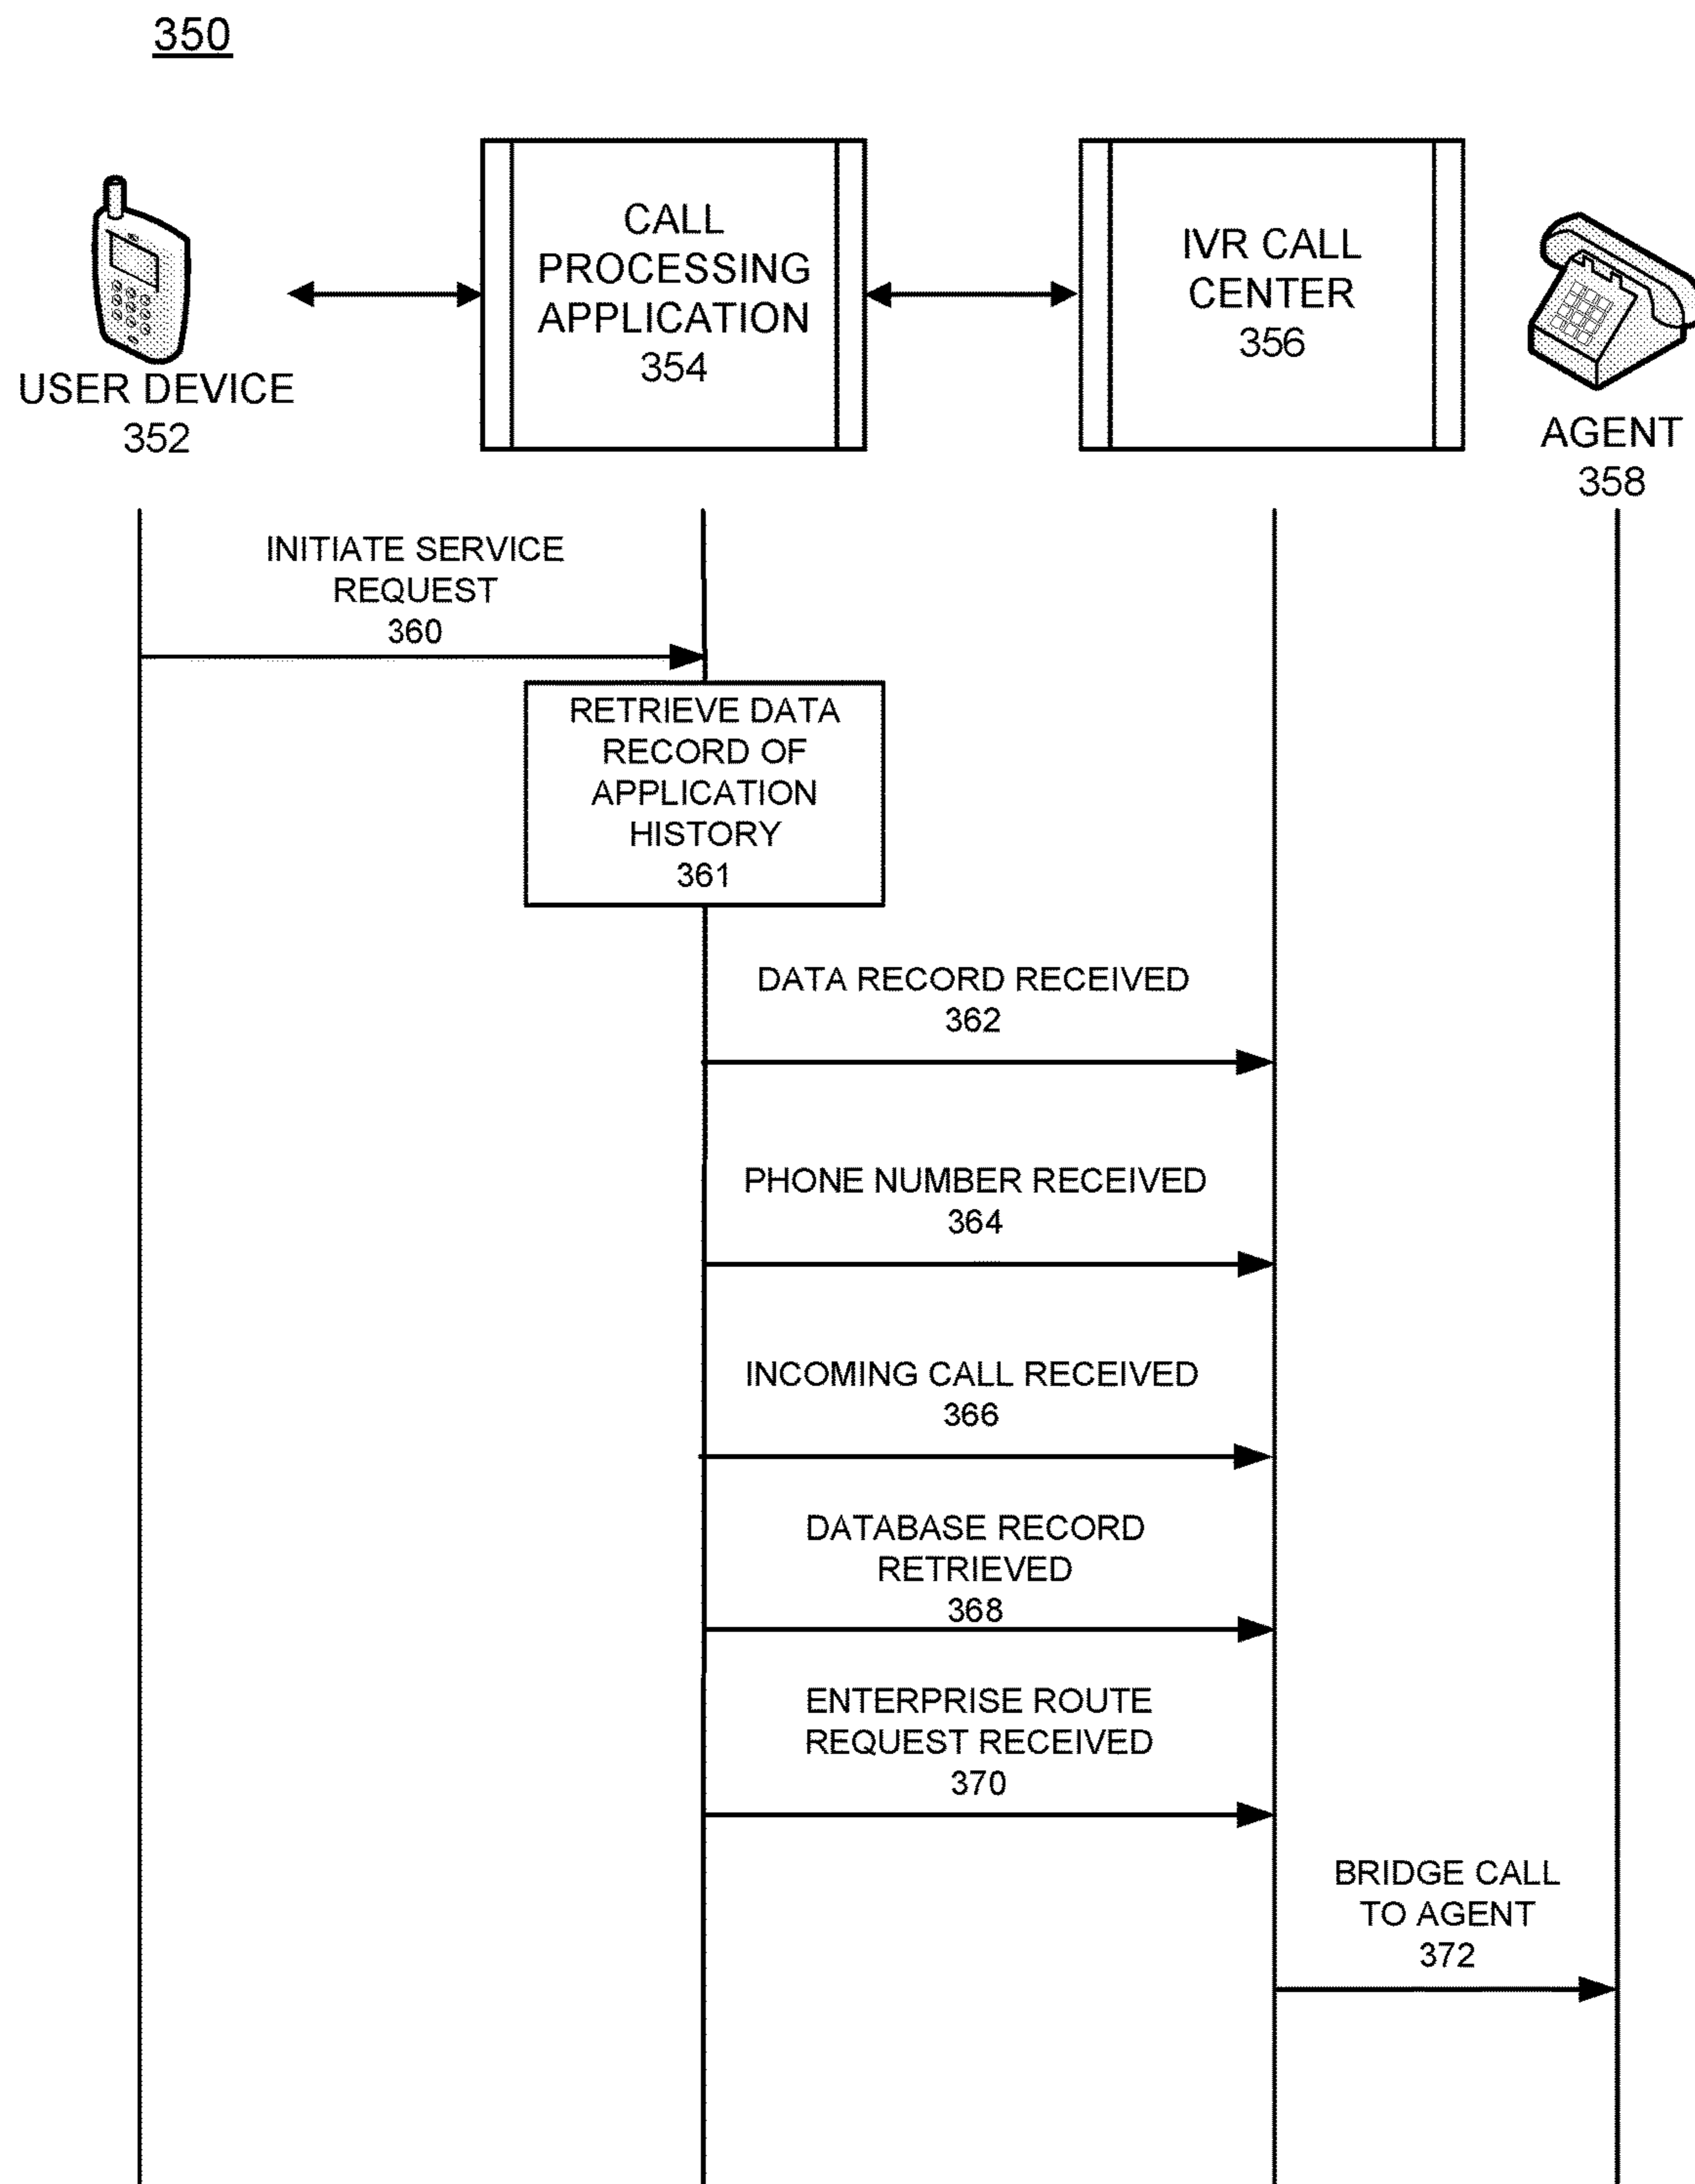 350
CALL
PROCESSING
APPLICATION
354
IVR CALL
CENTER
356
USER DEVICE
352
AGENT
358
INITIATE SERVICE
REQUEST
360
RETRIEVE DATA
RECORD OF
APPLICATION
HISTORY
361
DATA RECORD RECEIVED
362
PHONE NUMBER RECEIVED
364
INCOMING CALL RECEIVED
366
DATABASE RECORD
RETRIEVED
368
ENTERPRISE ROUTE
REQUEST RECEIVED
370
BRIDGE CALL
TO AGENT
372